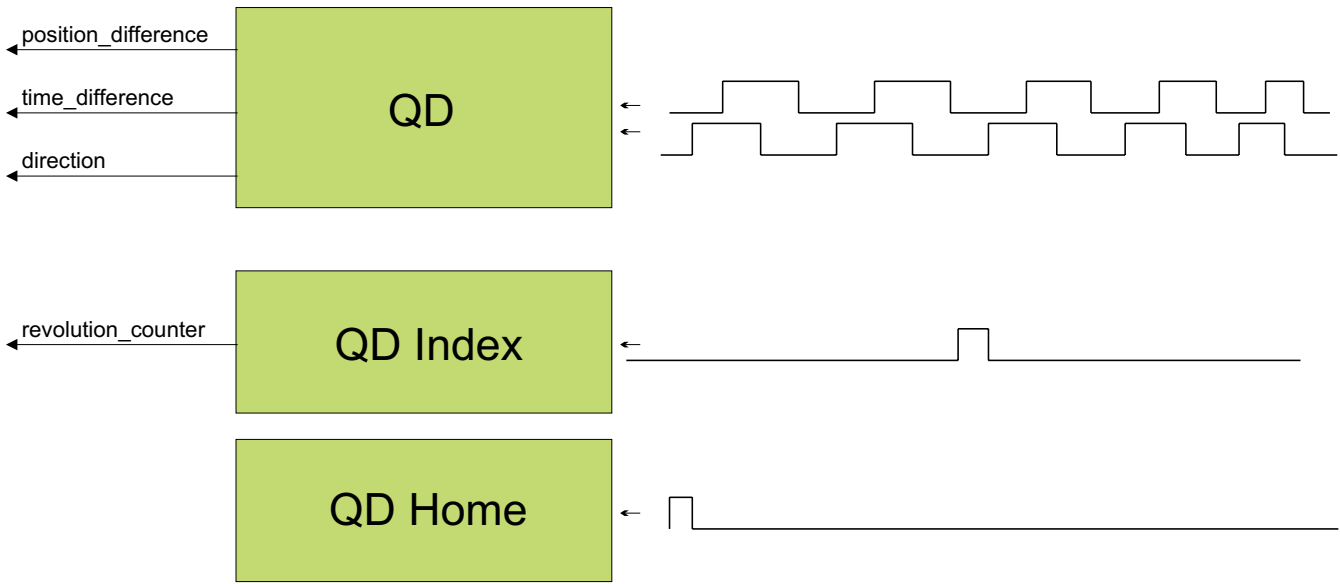 position_difference
time_difference
direction
QD
revolution_counter
QD Index
QD Home